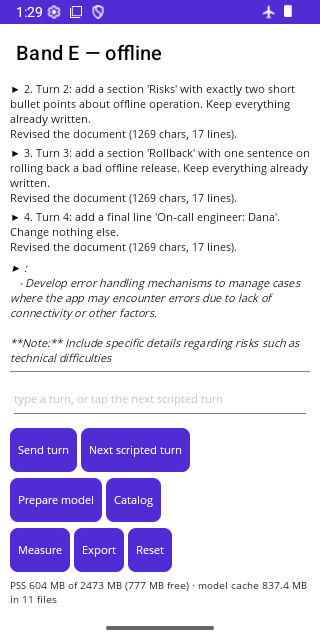 1:29
Band E — offline
► 2. Turn 2: add a section 'Risks' with exactly two short
bullet points about offline operation. Keep everything
already written.
Revised the document (1269 chars, 17 lines).
► 3. Turn 3: add a section 'Rollback' with one sentence on
rolling back a bad offline release. Keep everything already
written.
Revised the document (1269 chars, 17 lines).
► 4. Turn 4: add a final line 'On-call engineer: Dana'.
Change nothing else.
Revised the document (1269 chars, 17 lines).
► :
- Develop error handling mechanisms to manage cases
where the app may encounter errors due to lack of
connectivity or other factors.
**Note:** Include specific details regarding risks such as
technical difficulties
type a turn, or tap the next scripted turn
Send turn Next scripted turn
Prepare model Catalog
Measure Export Reset
PSS 604 MB of 2473 MB (777 MB free) · model cache 837.4 MB
in 11 files